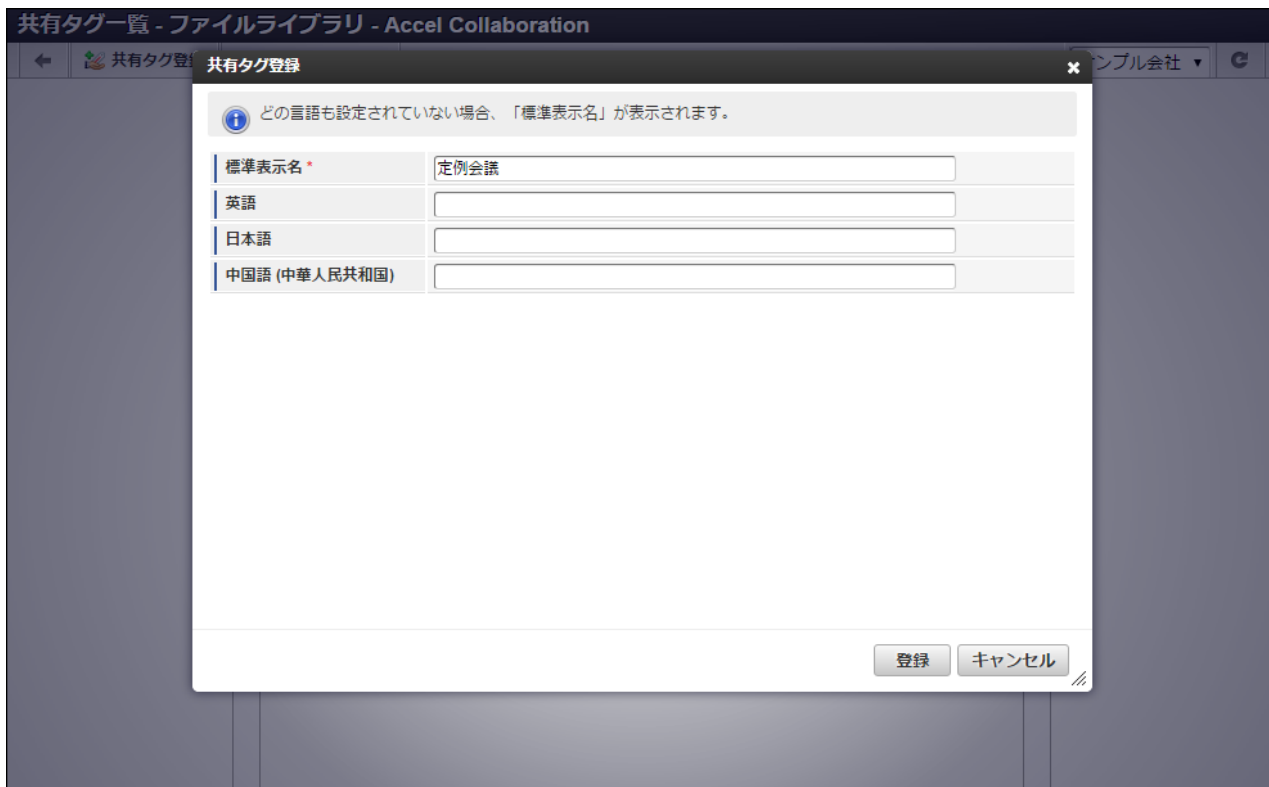 共有タグ一覧 - ファイルライブラリ - Accel Collaboration
共有タグ登
ンプル会社
共有タグ登録
どの言語も設定されていない場合、「標準表示名」が表示されます。
標準表示名 * 定例会議
英語
日本語
中国語 (中華人民共和国)
登録 キャンセル